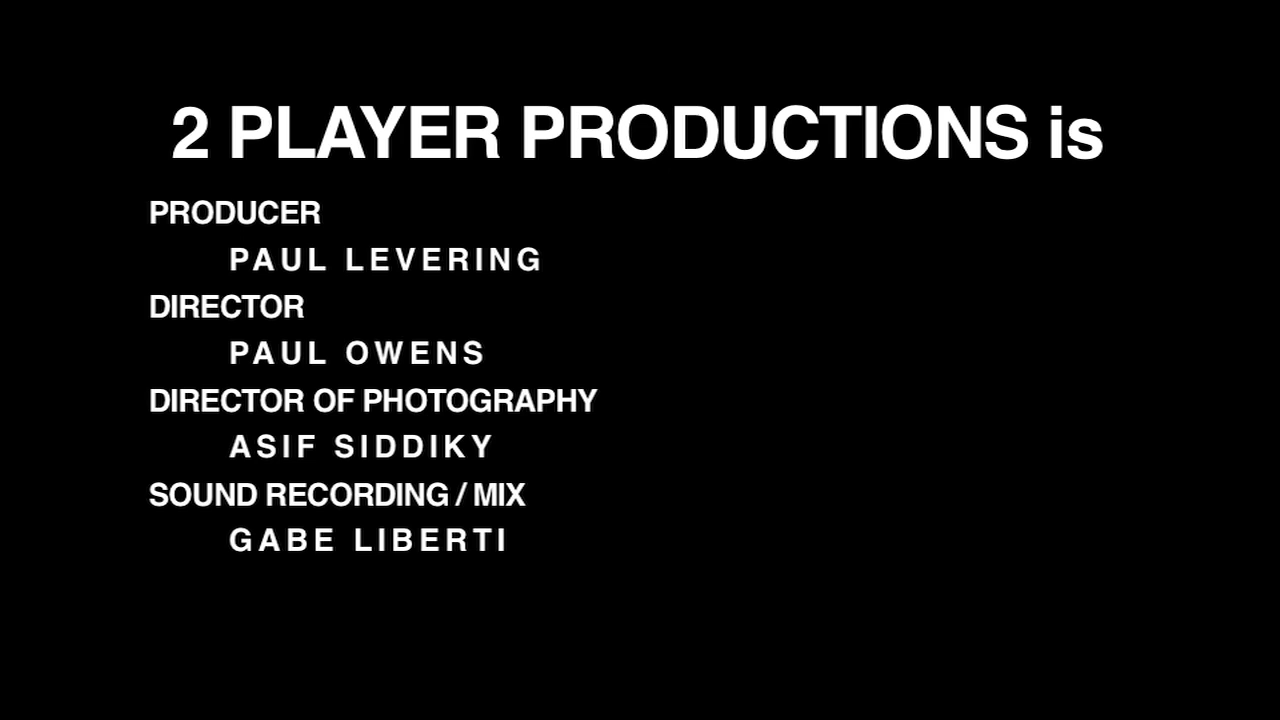 2 PLAYER PRODUCTIONS is
PRODUCER
PAUL LEVERING
DIRECTOR
PAUL OWENS
DIRECTOR OF PHOTOGRAPHY
ASIF SIDDIKY
SOUND RECORDING / MIX
GABE LIBERTI